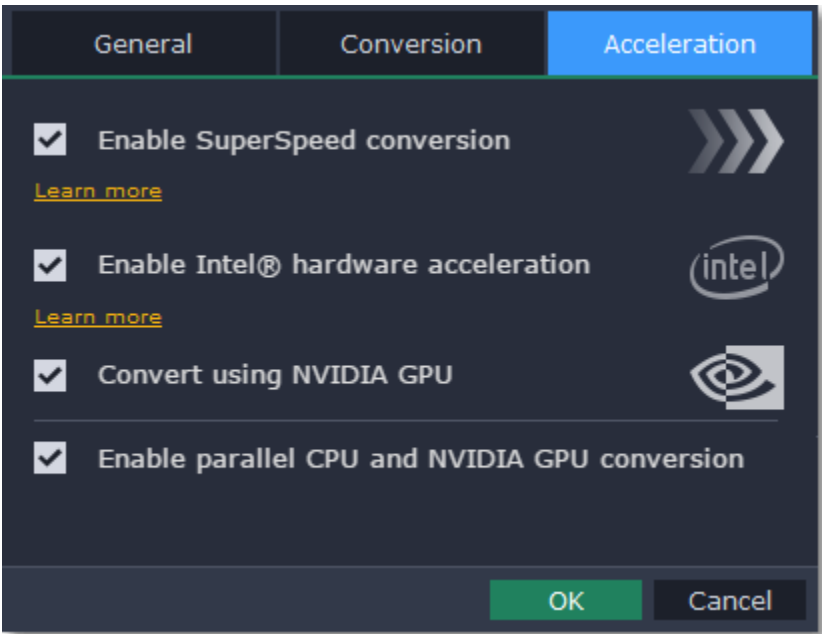 General Conversion Acceleration
Enable SuperSpeed conversion
Learn more
Enable Intel® hardware acceleration
intel
Learn more
Convert using NVIDIA GPU
Enable parallel CPU and NVIDIA GPU conversion
OK Cancel